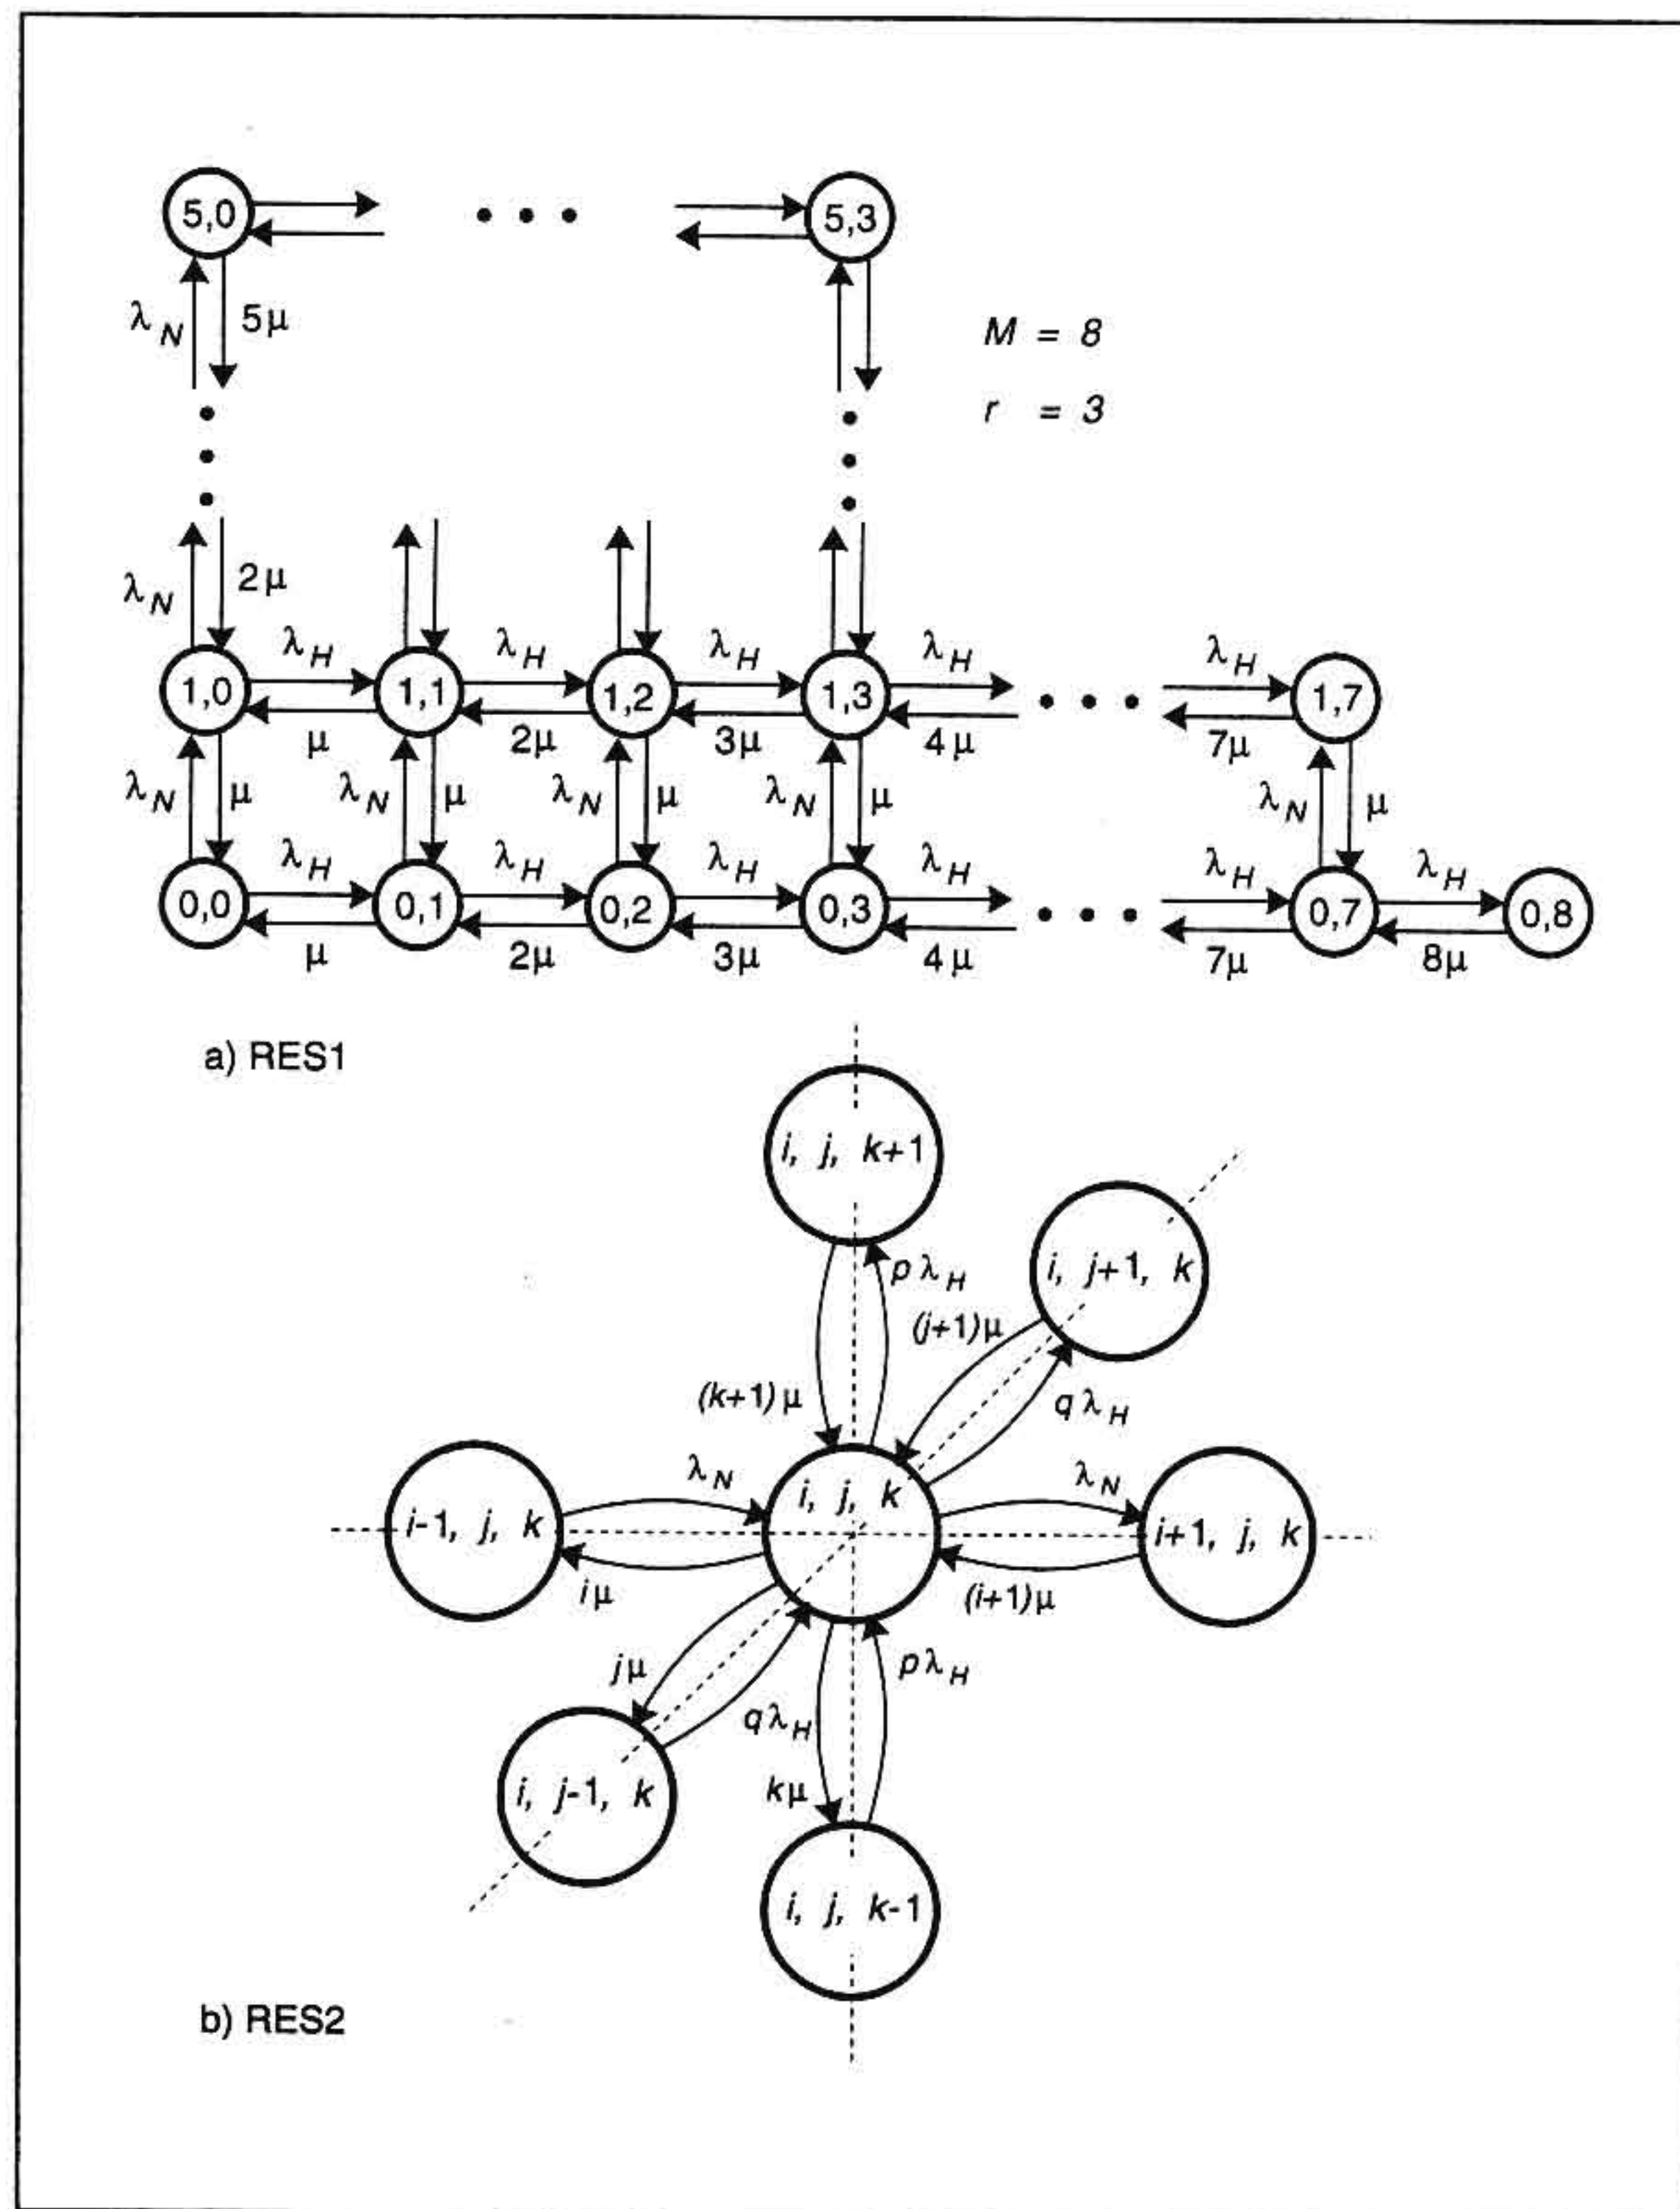 5,0 5,3
λN 5μ
M = 8
r = 3
λN 2μ
λH λH λH λH λH
1,0 1,1 1,2 1,3 1,7
μ 2μ 3μ 4μ 7μ
λN μ λN μ λN μ λN μ λN μ
λH λH λH λH λH λH
0,0 0,1 0,2 0,3 0,7 0,8
μ 2μ 3μ 4μ 7μ 8μ
a) RES1
i, j, k+1
pλH i, j+1, k
(j+1)μ
(k+1)μ qλH
λN i, j, k λN
i-1, j, k i+1, j, k
iμ (i+1)μ
jμ pλH
qλH
i, j-1, k kμ
i, j, k-1
b) RES2